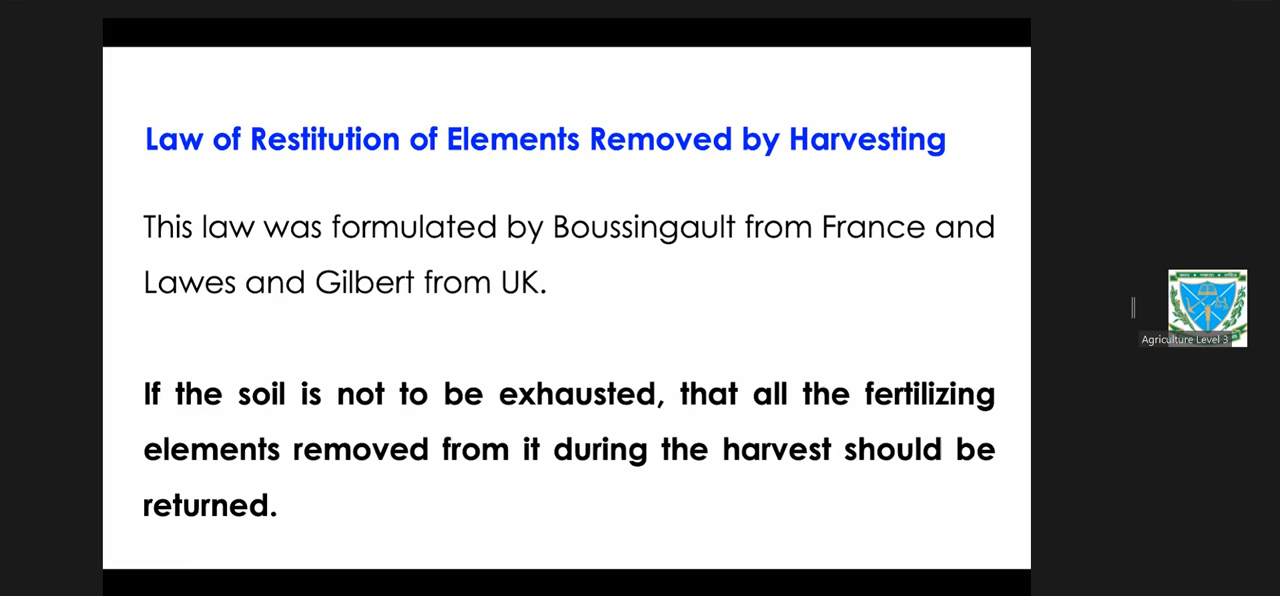 Law of Restitution of Elements Removed by Harvesting
This law was formulated by Boussingault from France and
Lawes and Gilbert from UK.
If the soil is not to be exhausted, that all the fertilizing
elements removed from it during the harvest should be
returned.
Agriculture Level 3